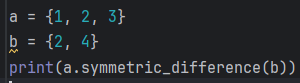 a = {1, 2, 3}
b = {2, 4}
print(a.symmetric_difference(b))